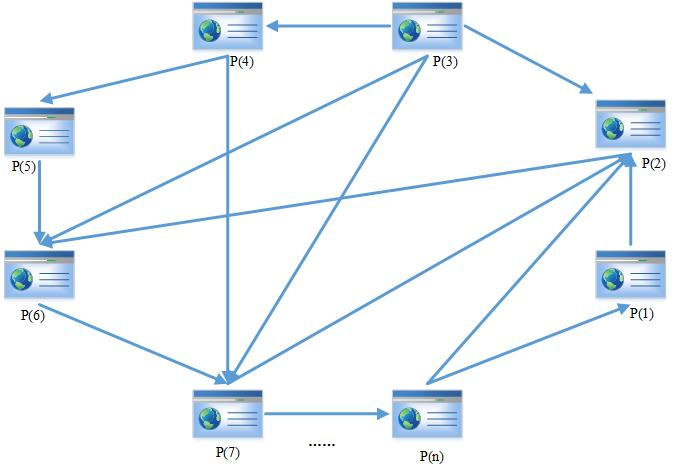 P(4)
P(3)
P(5)
P(2)
P(6)
P(1)
P(7)
......
P(n)